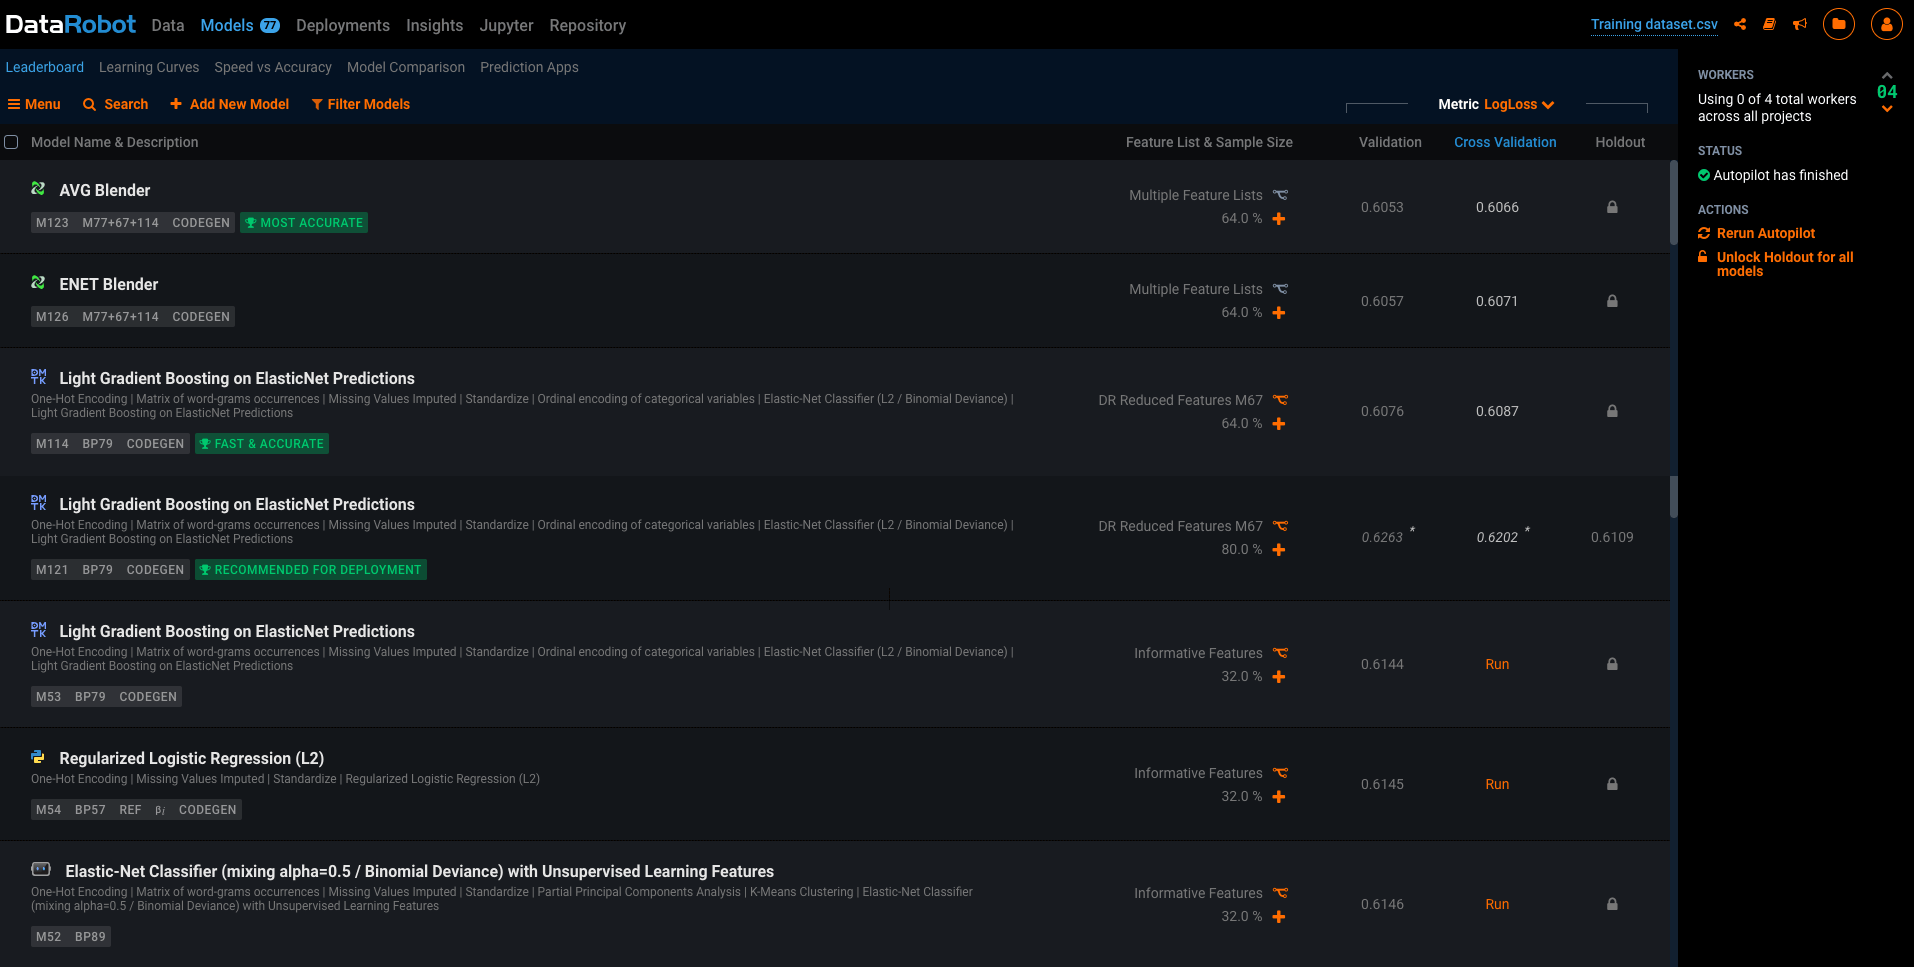 DataRobot Data Models 77 Deployments Insights Jupyter Repository Training dataset.csv
Leaderboard Learning Curves Speed vs Accuracy Model Comparison Prediction Apps
Menu Search Add New Model Filter Models Metric LogLoss
Model Name & Description Feature List & Sample Size Validation Cross Validation Holdout
AVG Blender
Multiple Feature Lists
64.0 % 0.6053 0.6066
M123 M77+67+114 CODEGEN MOST ACCURATE
ENET Blender
Multiple Feature Lists
64.0 % 0.6057 0.6071
M126 M77+67+114 CODEGEN
Light Gradient Boosting on ElasticNet Predictions
One-Hot Encoding | Matrix of word-grams occurrences | Missing Values Imputed | Standardize | Ordinal encoding of categorical variables | Elastic-Net Classifier (L2 / Binomial Deviance) |
Light Gradient Boosting on ElasticNet Predictions
DR Reduced Features M67
64.0 % 0.6076 0.6087
M114 BP79 CODEGEN FAST & ACCURATE
Light Gradient Boosting on ElasticNet Predictions
One-Hot Encoding | Matrix of word-grams occurrences | Missing Values Imputed | Standardize | Ordinal encoding of categorical variables | Elastic-Net Classifier (L2 / Binomial Deviance) |
Light Gradient Boosting on ElasticNet Predictions
DR Reduced Features M67
80.0 % 0.6263 * 0.6202 * 0.6109
M121 BP79 CODEGEN RECOMMENDED FOR DEPLOYMENT
Light Gradient Boosting on ElasticNet Predictions
One-Hot Encoding | Matrix of word-grams occurrences | Missing Values Imputed | Standardize | Ordinal encoding of categorical variables | Elastic-Net Classifier (L2 / Binomial Deviance) |
Light Gradient Boosting on ElasticNet Predictions
Informative Features
32.0 % 0.6144 Run
M53 BP79 CODEGEN
Regularized Logistic Regression (L2)
One-Hot Encoding | Missing Values Imputed | Standardize | Regularized Logistic Regression (L2)
Informative Features
32.0 % 0.6145 Run
M54 BP57 REF βi CODEGEN
Elastic-Net Classifier (mixing alpha=0.5 / Binomial Deviance) with Unsupervised Learning Features
One-Hot Encoding | Matrix of word-grams occurrences | Missing Values Imputed | Standardize | Partial Principal Components Analysis | K-Means Clustering | Elastic-Net Classifier
(mixing alpha=0.5 / Binomial Deviance) with Unsupervised Learning Features
Informative Features
32.0 % 0.6146 Run
M52 BP89
WORKERS
Using 0 of 4 total workers
across all projects
04
STATUS
Autopilot has finished
ACTIONS
Rerun Autopilot
Unlock Holdout for all
models